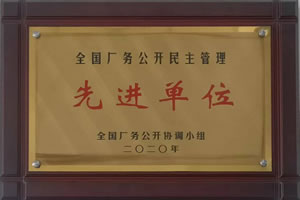 全国厂务公开民主管理
先进单位
全国厂务公开协调小组
二〇二〇年